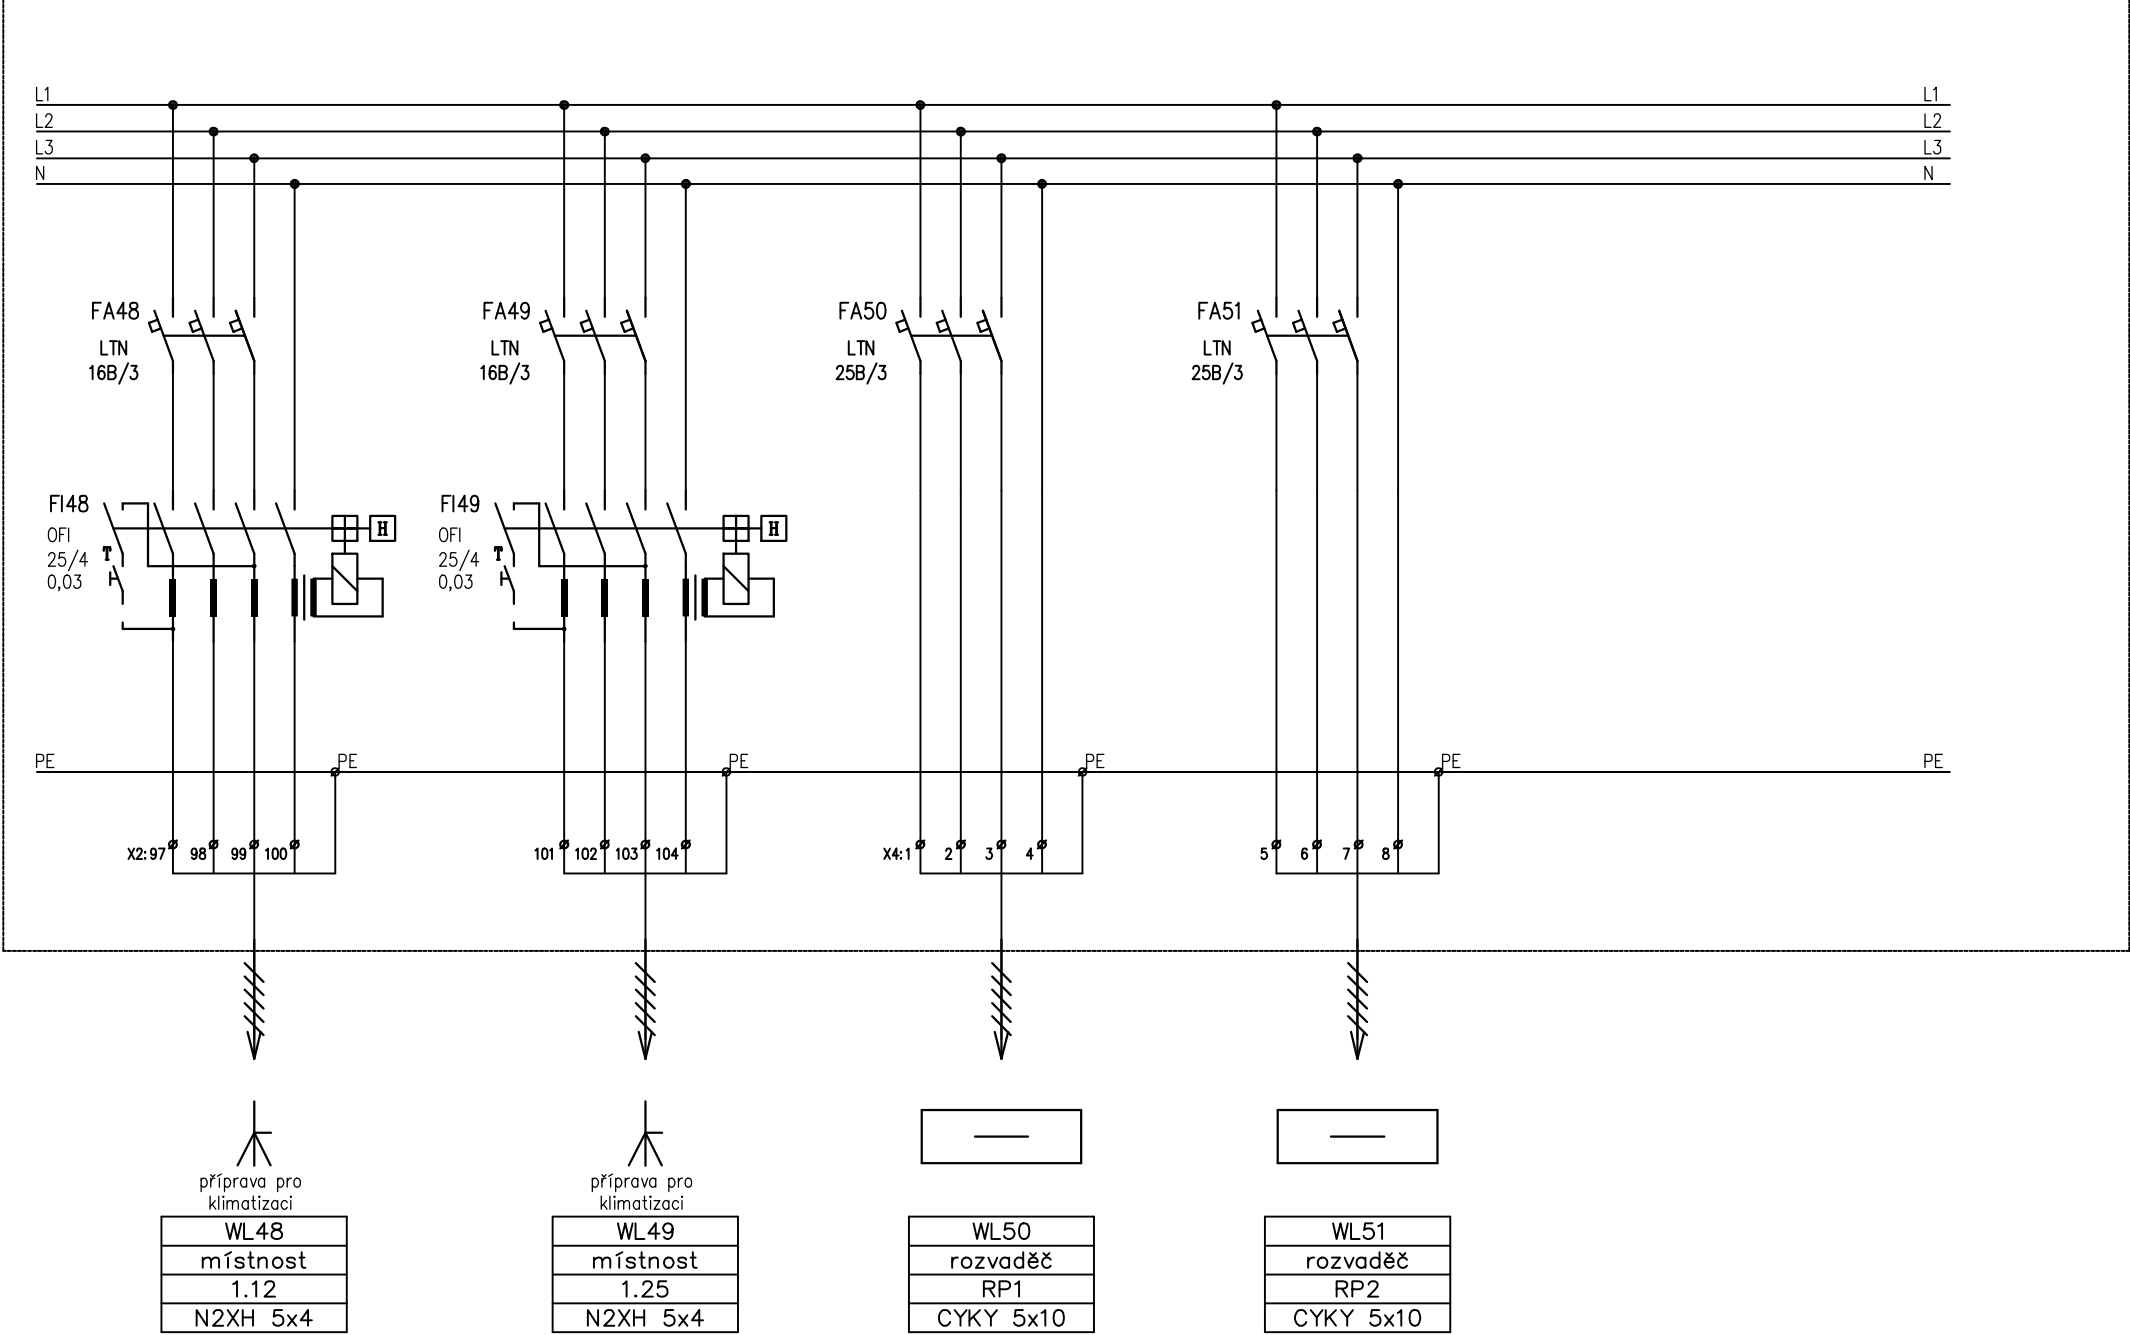 L1 L1
L2 L2
L3 L3
N N
FA48 FA49 FA50 FA51
LTN LTN LTN LTN
16B/3 16B/3 25B/3 25B/3
FI48 FI49
OFI H OFI H
25/4 T 25/4 T
0,03 0,03
PE PE PE PE PE PE
X2:97 98 99 100 101 102 103 104 X4:1 2 3 4 5 6 7 8
příprava pro příprava pro
klimatizaci klimatizaci
WL48 WL49 WL50 WL51
místnost místnost rozvaděč rozvaděč
1.12 1.25 RP1 RP2
N2XH 5x4 N2XH 5x4 CYKY 5x10 CYKY 5x10